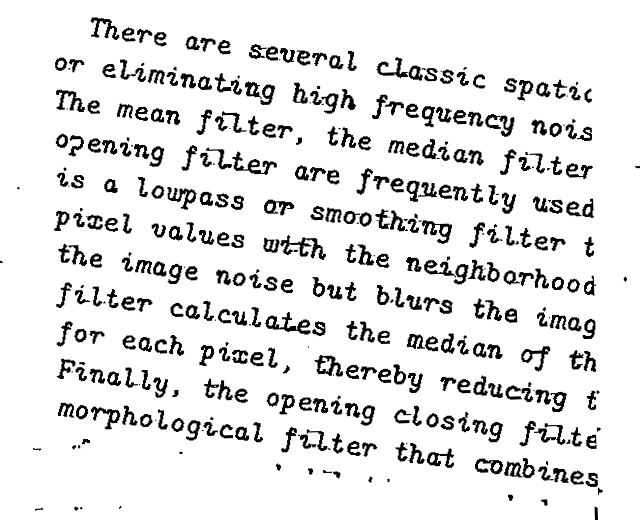 There are several classic spatic
or eliminating high frequency nois
The mean filter, the median filter
opening filter are frequently used
is a lowpass or smoothing filter t
pixel values with the neighborhood
the image noise but blurs the imag
filter calculates the median of th
for each pixel, thereby reducing t
Finally, the opening closing filte
morphological filter that combines